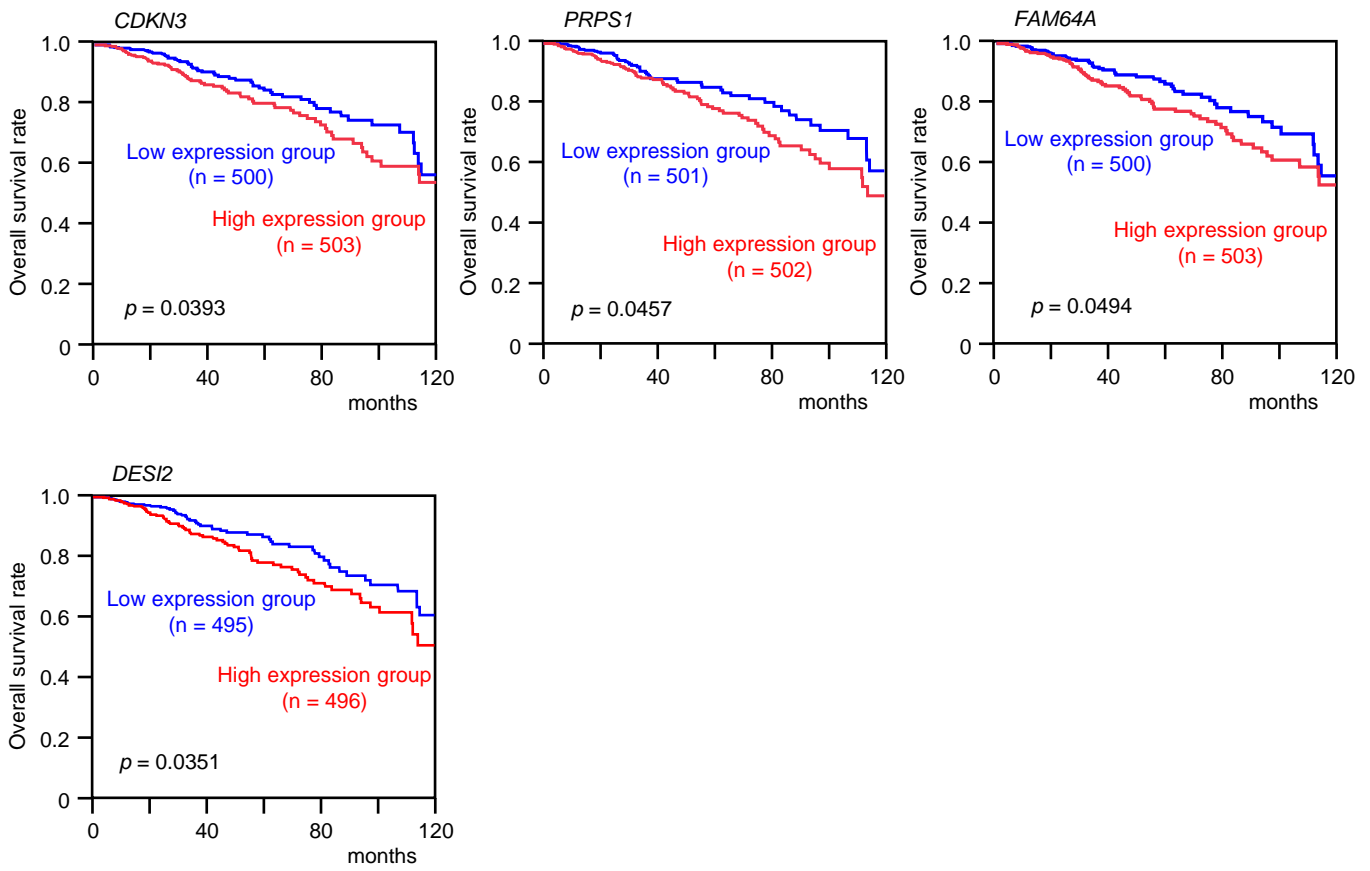 CDKN3
Overall survival rate
1.0
0.8
0.6
0.4
0.2
0
Low expression group
(n = 500)
High expression group
(n = 503)
p = 0.0393
0 40 80 120
months
PRPS1
Overall survival rate
1.0
0.8
0.6
0.4
0.2
0
Low expression group
(n = 501)
High expression group
(n = 502)
p = 0.0457
0 40 80 120
months
FAM64A
Overall survival rate
1.0
0.8
0.6
0.4
0.2
0
Low expression group
(n = 500)
High expression group
(n = 503)
p = 0.0494
0 40 80 120
months
DESI2
Overall survival rate
1.0
0.8
0.6
0.4
0.2
0
Low expression group
(n = 495)
High expression group
(n = 496)
p = 0.0351
0 40 80 120
months